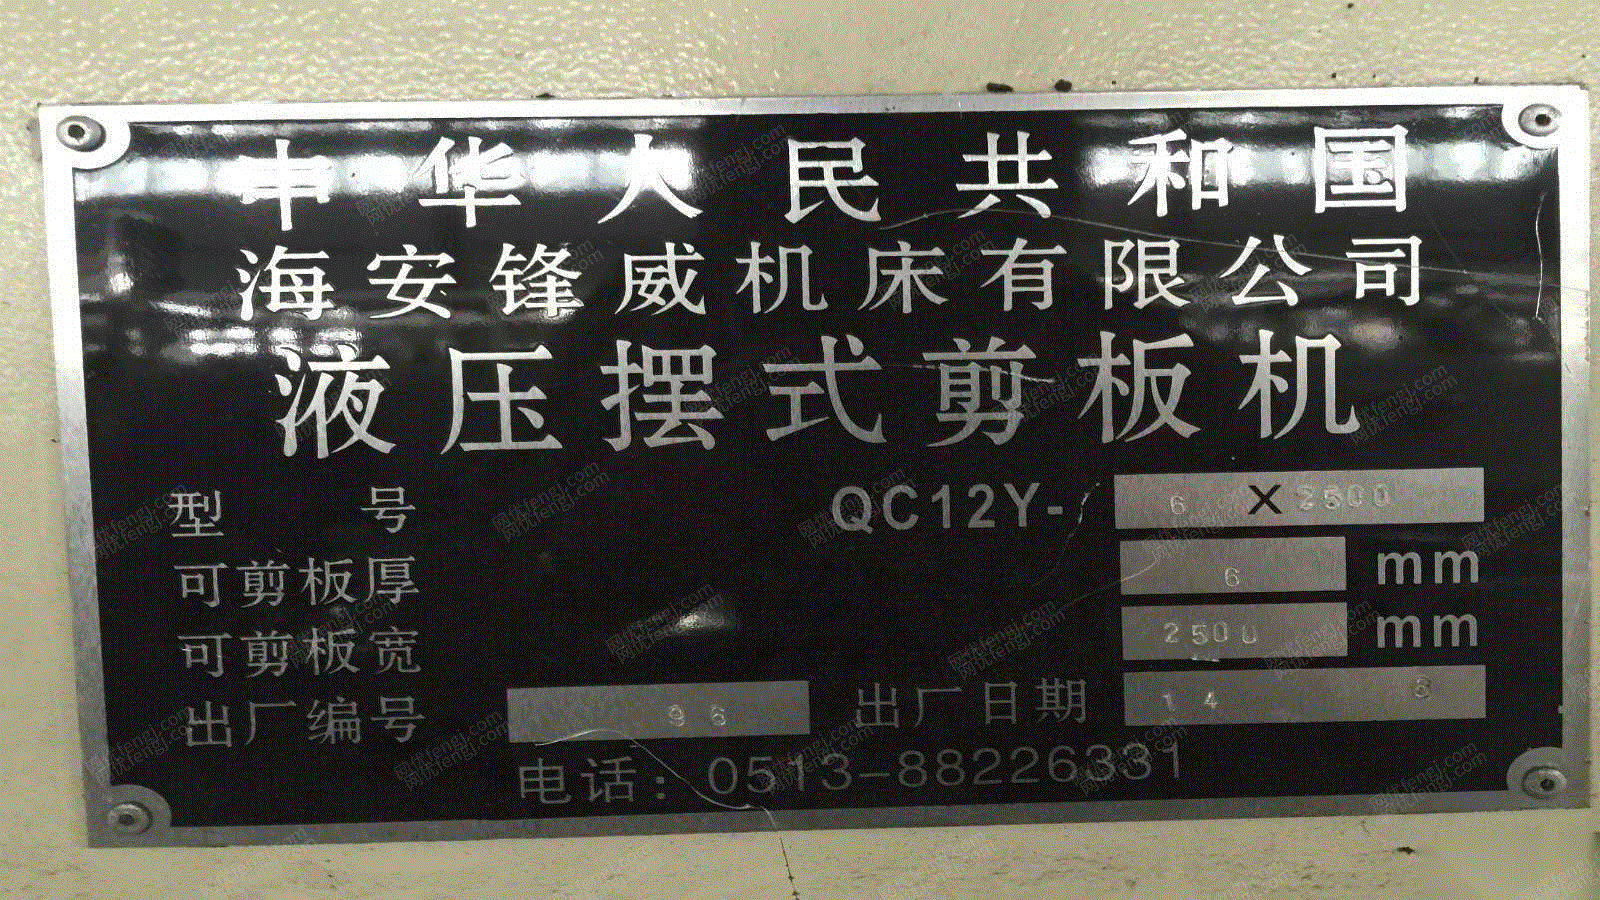 中华人民共和国
海安锋威机床有限公司
液压摆式剪板机
型号 QC12Y- 6 X 2500
可剪板厚 6 mm
可剪板宽 2500 mm
出厂编号 96 出厂日期 14 6
电话：0513-88226331